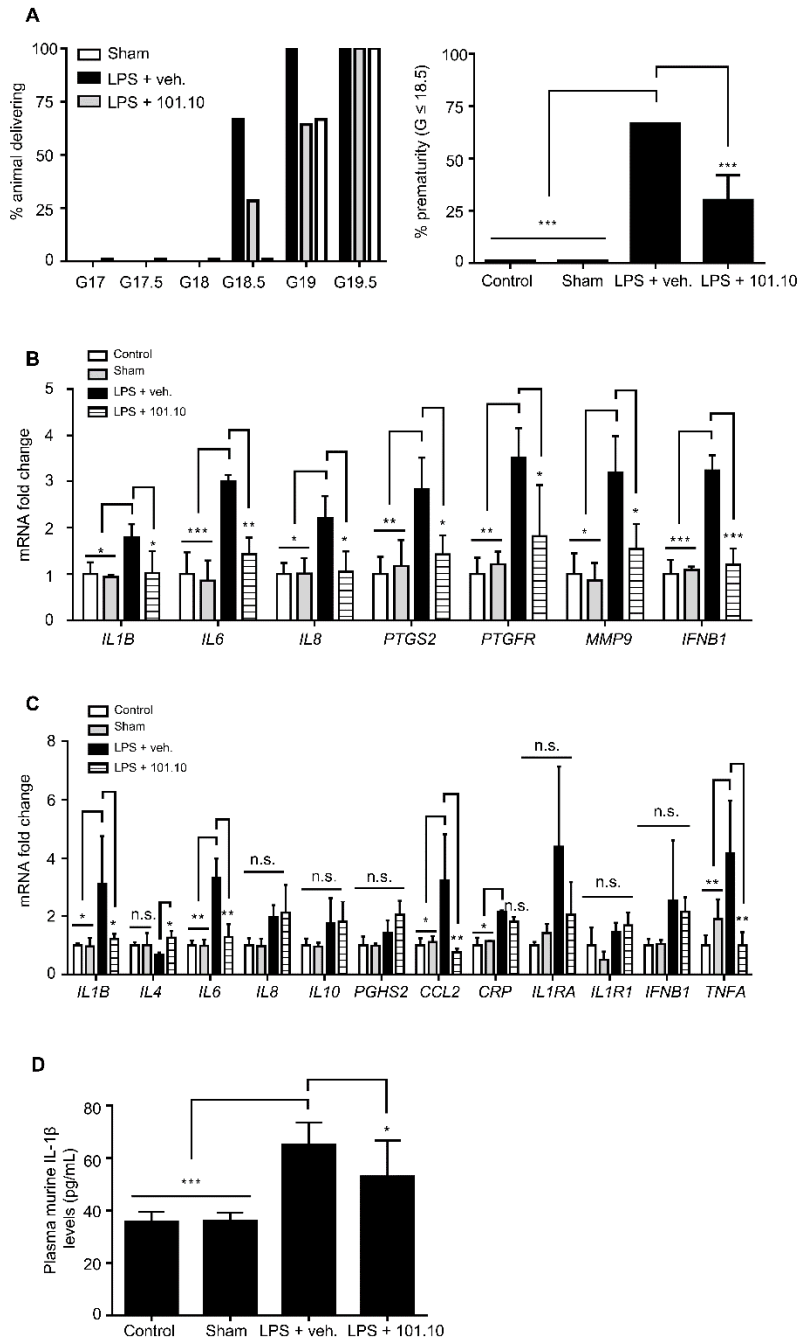 A
Sham
LPS + veh.
LPS + 101.10
% animal delivering
100
75
50
25
0
G17 G17.5 G18 G18.5 G19 G19.5
% prematurity (G ≤ 18.5)
100
75
50
25
0
***
***
Control Sham LPS + veh. LPS + 101.10
B
Control
Sham
LPS + veh.
LPS + 101.10
mRNA fold change
5
4
3
2
1
0
* * *** ** * * ** * ** * * * *** ***
IL1B IL6 IL8 PTGS2 PTGFR MMP9 IFNB1
C
Control
Sham
LPS + veh.
LPS + 101.10
mRNA fold change
8
6
4
2
0
* * n.s. * ** ** n.s. n.s. n.s. * ** * n.s. n.s. n.s. n.s. ** **
IL1B IL4 IL6 IL8 IL10 PGHS2 CCL2 CRP IL1RA IL1R1 IFNB1 TNFA
D
Plasma murine IL-1β
levels (pg/mL)
80
60
40
20
0
***
*
Control Sham LPS + veh. LPS + 101.10